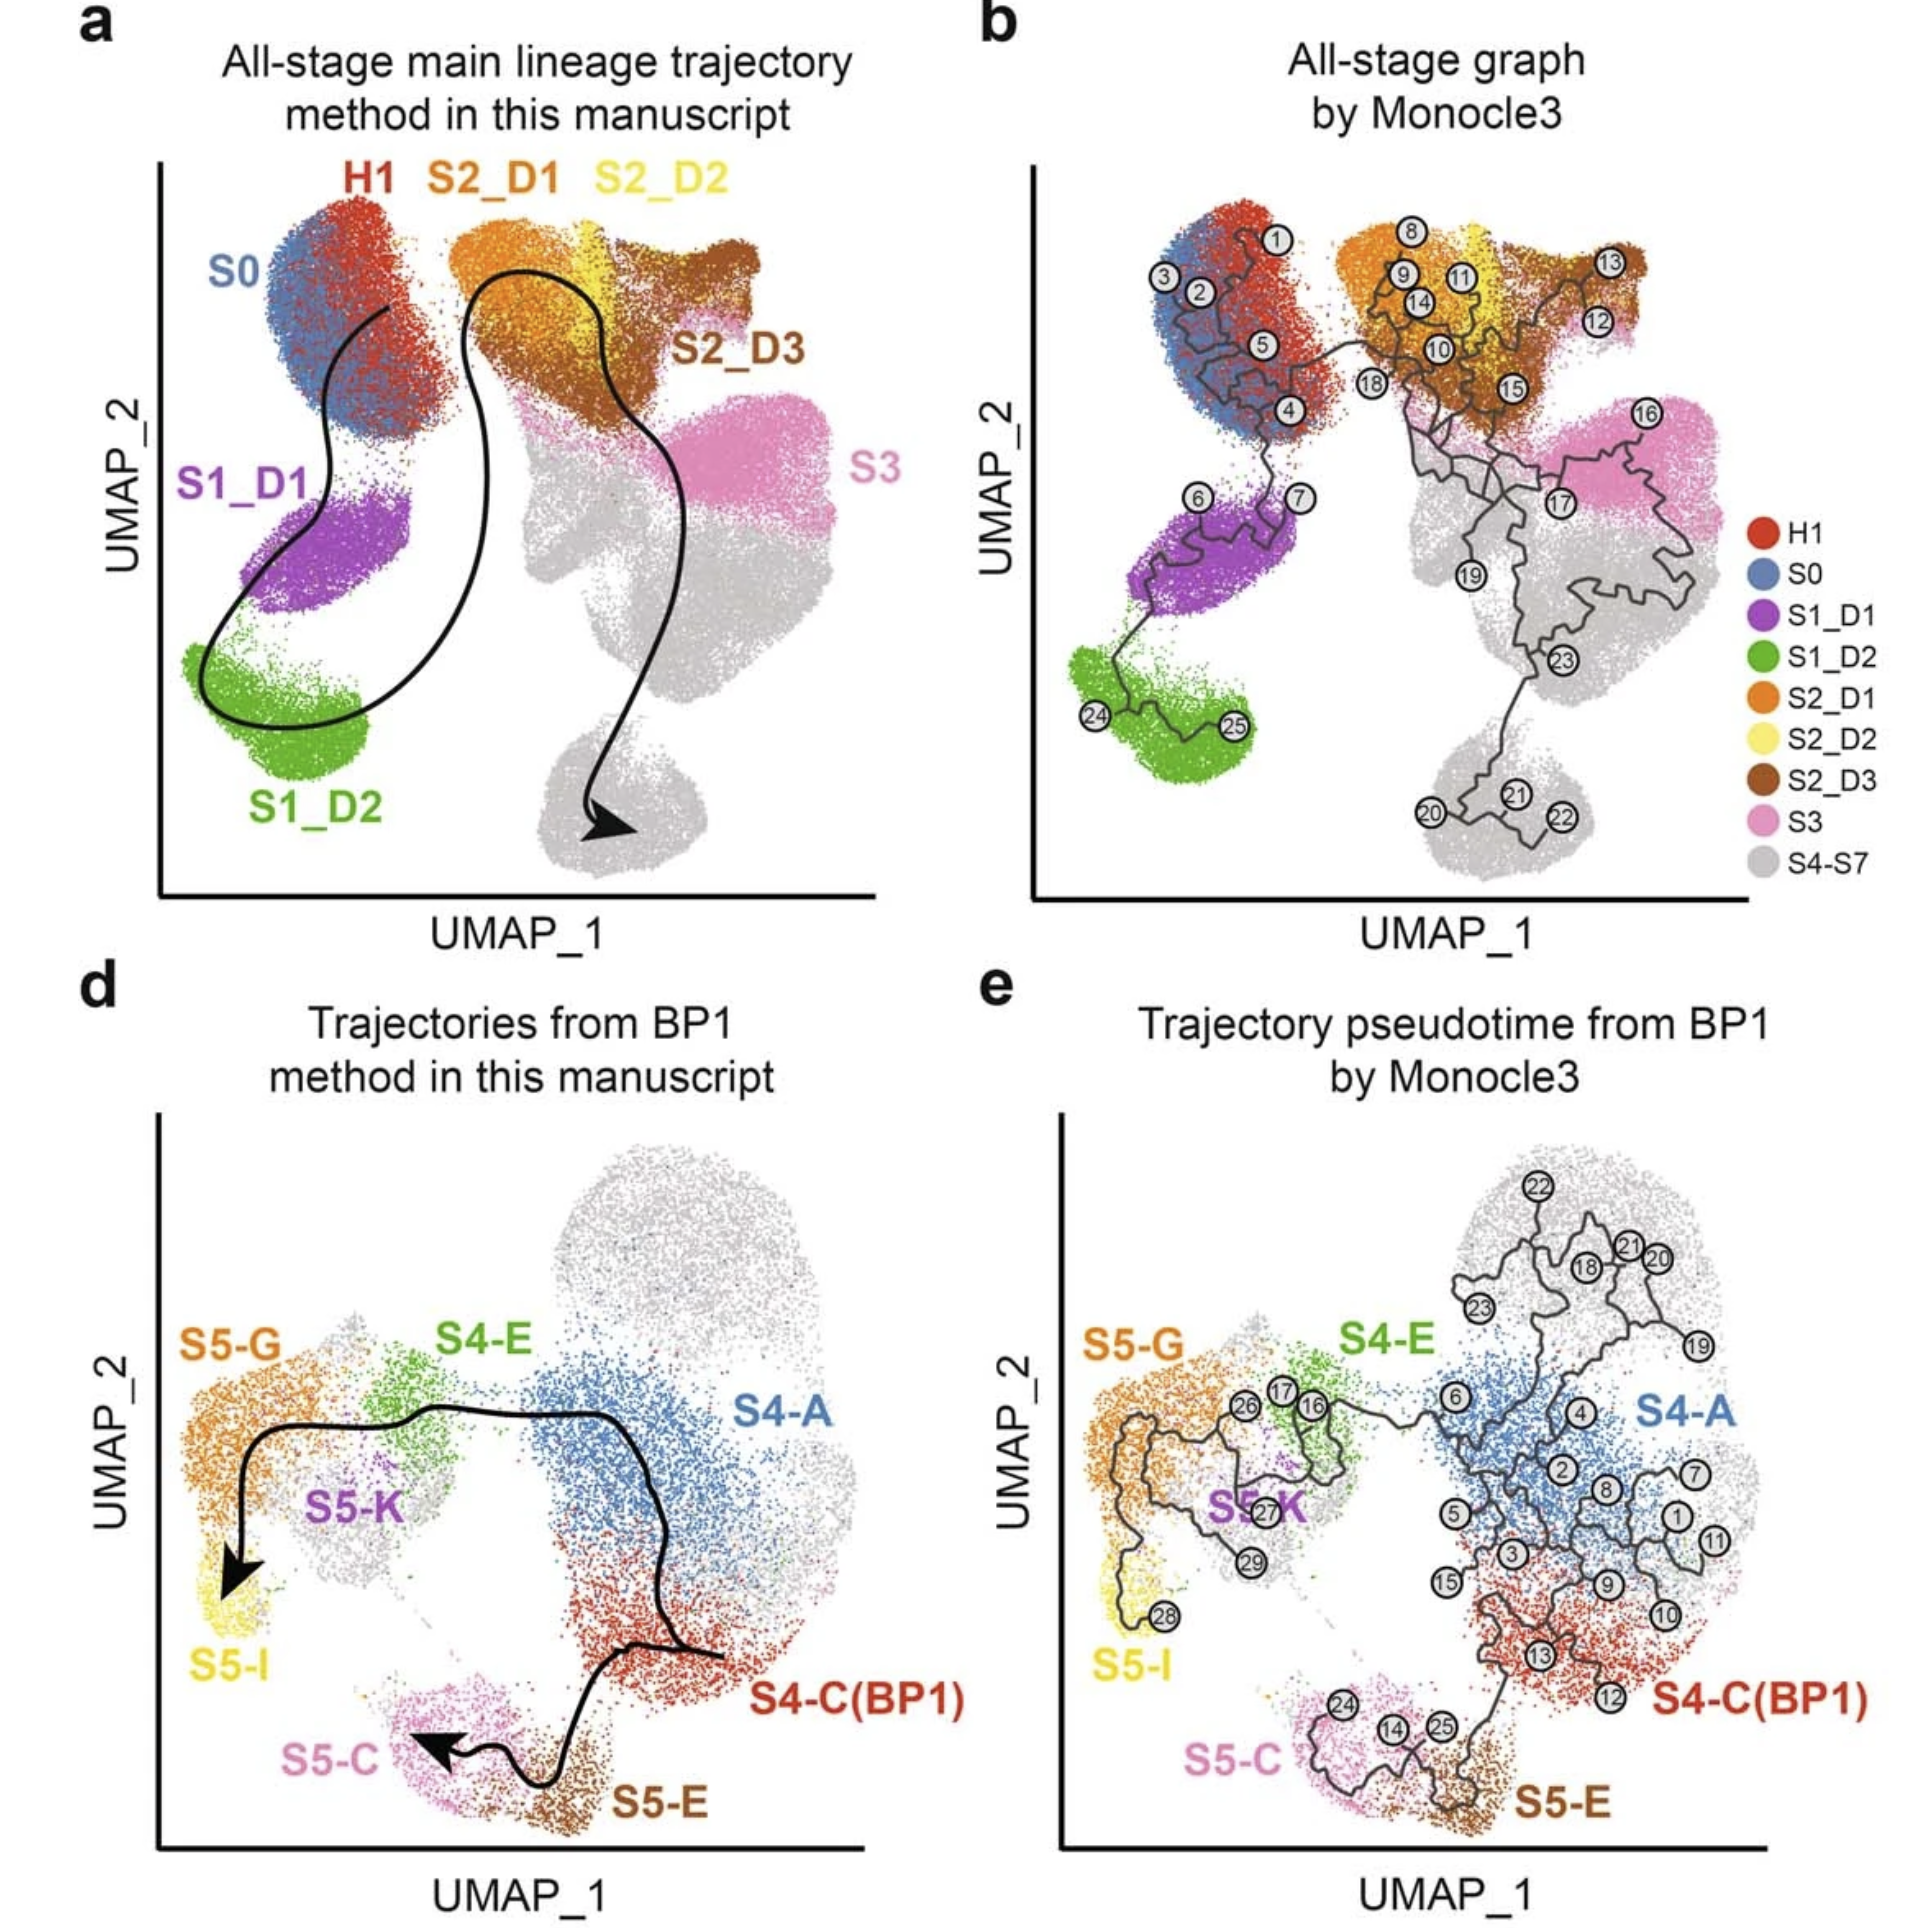 a
All-stage main lineage trajectory
method in this manuscript
H1 S2_D1 S2_D2
S0
S2_D3
S1_D1
S3
S1_D2
UMAP_2
UMAP_1
b
All-stage graph
by Monocle3
1
2
3
4
5
6
7
8
9
10
11
12
13
14
15
16
17
18
19
20
21
22
23
24
25
UMAP_2
UMAP_1
H1
S0
S1_D1
S1_D2
S2_D1
S2_D2
S2_D3
S3
S4-S7
d
Trajectories from BP1
method in this manuscript
S5-G
S4-E
S4-A
S5-K
S5-I
S4-C(BP1)
S5-C
S5-E
UMAP_2
UMAP_1
e
Trajectory pseudotime from BP1
by Monocle3
S5-G
S4-E
S4-A
S5-K
S5-I
S4-C(BP1)
S5-C
S5-E
1
2
3
4
5
6
7
8
9
10
11
12
13
14
15
16
17
18
19
20
21
22
23
24
25
26
27
28
29
UMAP_2
UMAP_1